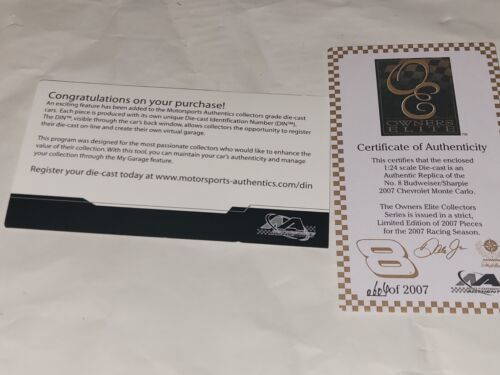 Congratulations on your purchase!
An exciting feature has been added to the Motorsports Authentics collectors grade die-cast
cars. Each piece is produced with its own unique Die-cast Identification Number (DIN™).
The DIN™, visible through the car's back window, allows collectors the opportunity to register
their die-cast on-line and create their own virtual garage.
This program was designed for the most passionate collectors who would like to enhance the
value of their collection. With this tool, you can maintain your car's authenticity and manage
your collection through the My Garage feature.
Register your die-cast today at www.motorsports-authentics.com/din
OE
OWNERS
ELITE™
Certificate of Authenticity
This certifies that the enclosed
1:24 scale Die-cast is an
Authentic Replica of the
No. 8 Budweiser/Sharpie
2007 Chevrolet Monte Carlo.
The Owners Elite Collectors
Series is issued in a strict,
Limited Edition of 2007 Pieces
for the 2007 Racing Season.
8
of 2007